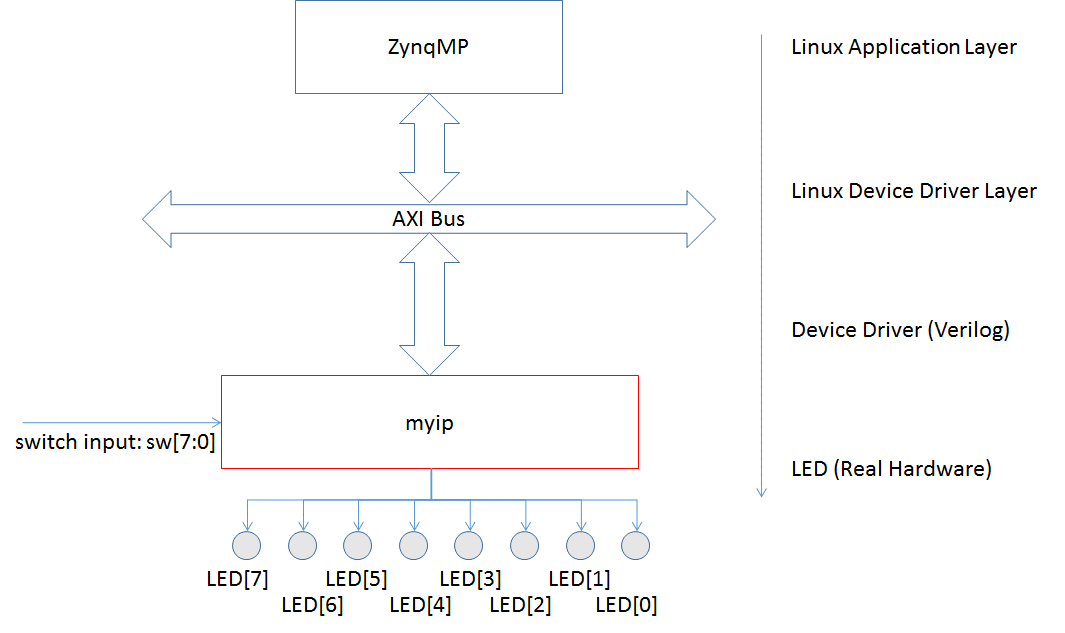 ZynqMP
Linux Application Layer
Linux Device Driver Layer
AXI Bus
Device Driver (Verilog)
myip
switch input: sw[7:0]
LED (Real Hardware)
LED[7]
LED[6]
LED[5]
LED[4]
LED[3]
LED[2]
LED[1]
LED[0]